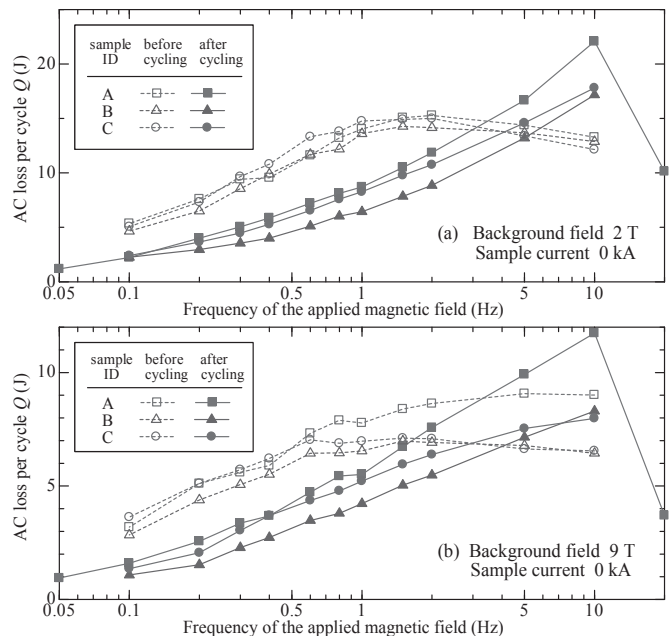 AC loss per cycle Q (J)
20
10
0
sample ID before cycling after cycling
A
B
C
(a) Background field 2 T
Sample current 0 kA
0.05 0.1 0.5 1 5 10
Frequency of the applied magnetic field (Hz)
AC loss per cycle Q (J)
10
5
0
sample ID before cycling after cycling
A
B
C
(b) Background field 9 T
Sample current 0 kA
0.05 0.1 0.5 1 5 10
Frequency of the applied magnetic field (Hz)